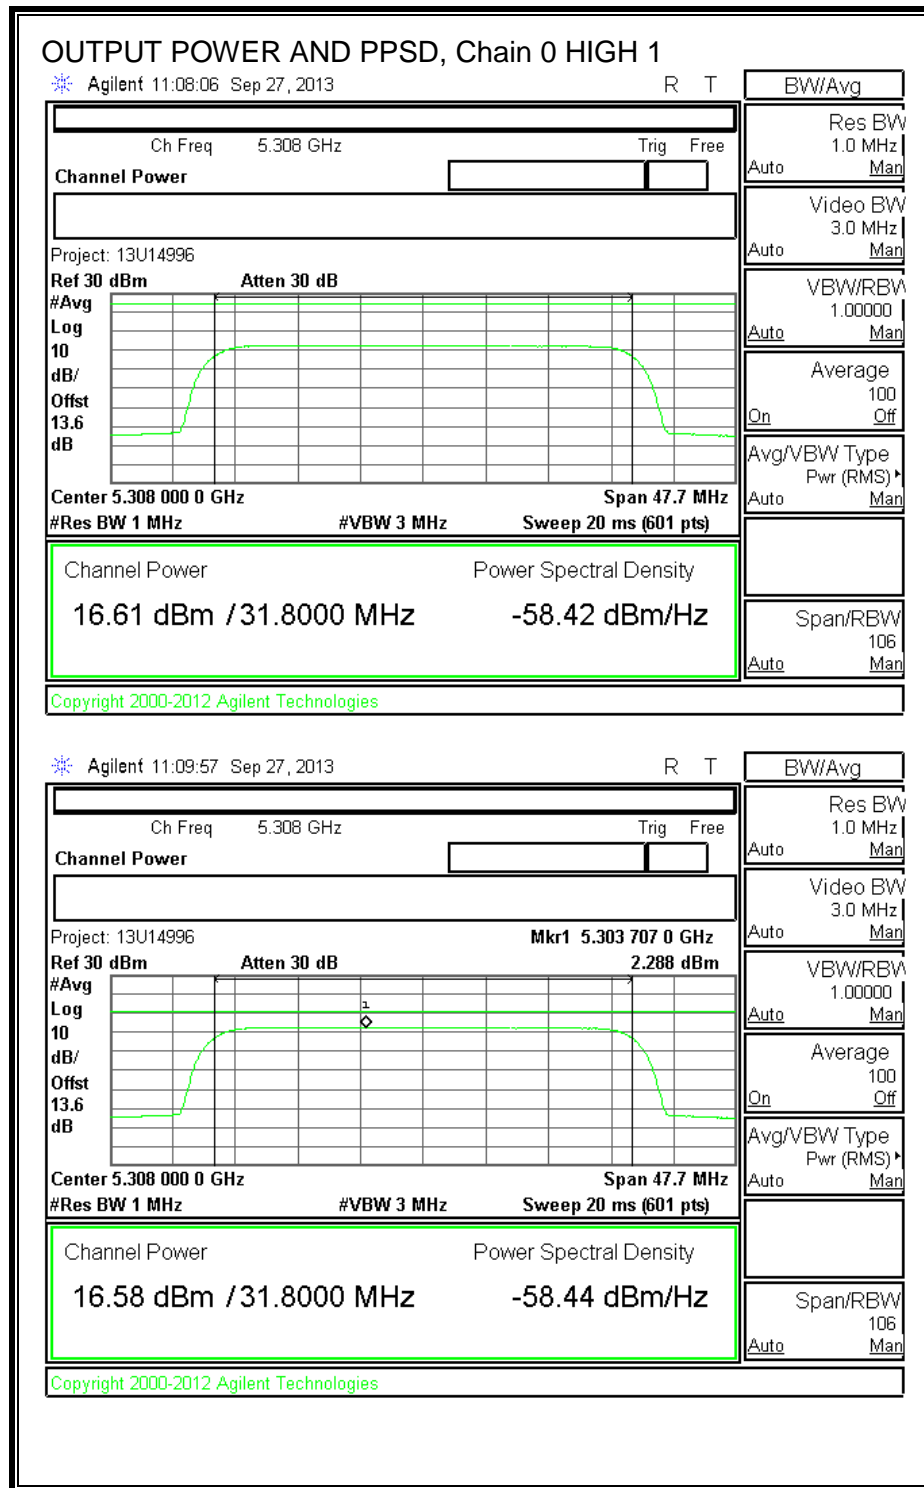 OUTPUT POWER AND PPSD, Chain 0 HIGH 1
Agilent 11:08:06 Sep 27, 2013 R T
BW/Avg
Ch Freq 5.308 GHz Trig Free
Channel Power
Res BW
1.0 MHz
Auto Man
Video BW
3.0 MHz
Auto Man
Project: 13U14996
Ref 30 dBm Atten 30 dB
#Avg
Log
10
dB/
Offst
13.6
dB
VBW/RBW
1.00000
Auto Man
Average
100
On Off
Avg/VBW Type
Pwr (RMS)
Auto Man
Center 5.308 000 0 GHz Span 47.7 MHz
#Res BW 1 MHz #VBW 3 MHz Sweep 20 ms (601 pts)
Channel Power Power Spectral Density
16.61 dBm / 31.8000 MHz -58.42 dBm/Hz
Span/RBW
106
Auto Man
Copyright 2000-2012 Agilent Technologies
Agilent 11:09:57 Sep 27, 2013 R T
BW/Avg
Ch Freq 5.308 GHz Trig Free
Channel Power
Res BW
1.0 MHz
Auto Man
Video BW
3.0 MHz
Auto Man
Project: 13U14996 Mkr1 5.303 707 0 GHz
Ref 30 dBm Atten 30 dB 2.288 dBm
#Avg
Log
10
dB/
Offst
13.6
dB
1
VBW/RBW
1.00000
Auto Man
Average
100
On Off
Avg/VBW Type
Pwr (RMS)
Auto Man
Center 5.308 000 0 GHz Span 47.7 MHz
#Res BW 1 MHz #VBW 3 MHz Sweep 20 ms (601 pts)
Channel Power Power Spectral Density
16.58 dBm / 31.8000 MHz -58.44 dBm/Hz
Span/RBW
106
Auto Man
Copyright 2000-2012 Agilent Technologies